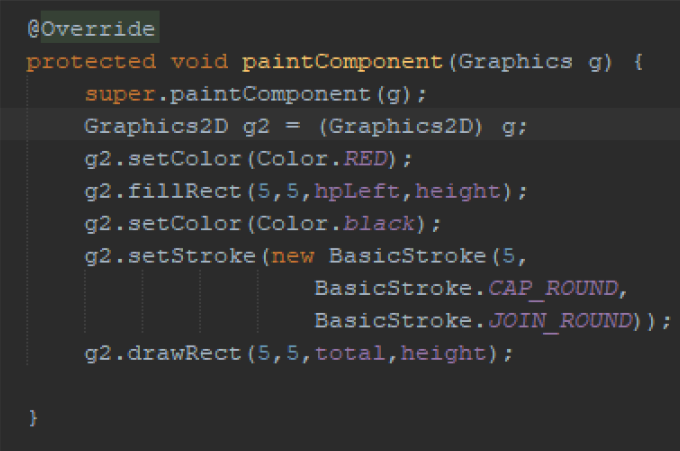 @Override
protected void paintComponent(Graphics g) {
super.paintComponent(g);
Graphics2D g2 = (Graphics2D) g;
g2.setColor(Color.RED);
g2.fillRect(5,5,hpLeft,height);
g2.setColor(Color.black);
g2.setStroke(new BasicStroke(5,
BasicStroke.CAP_ROUND,
BasicStroke.JOIN_ROUND));
g2.drawRect(5,5,total,height);
}